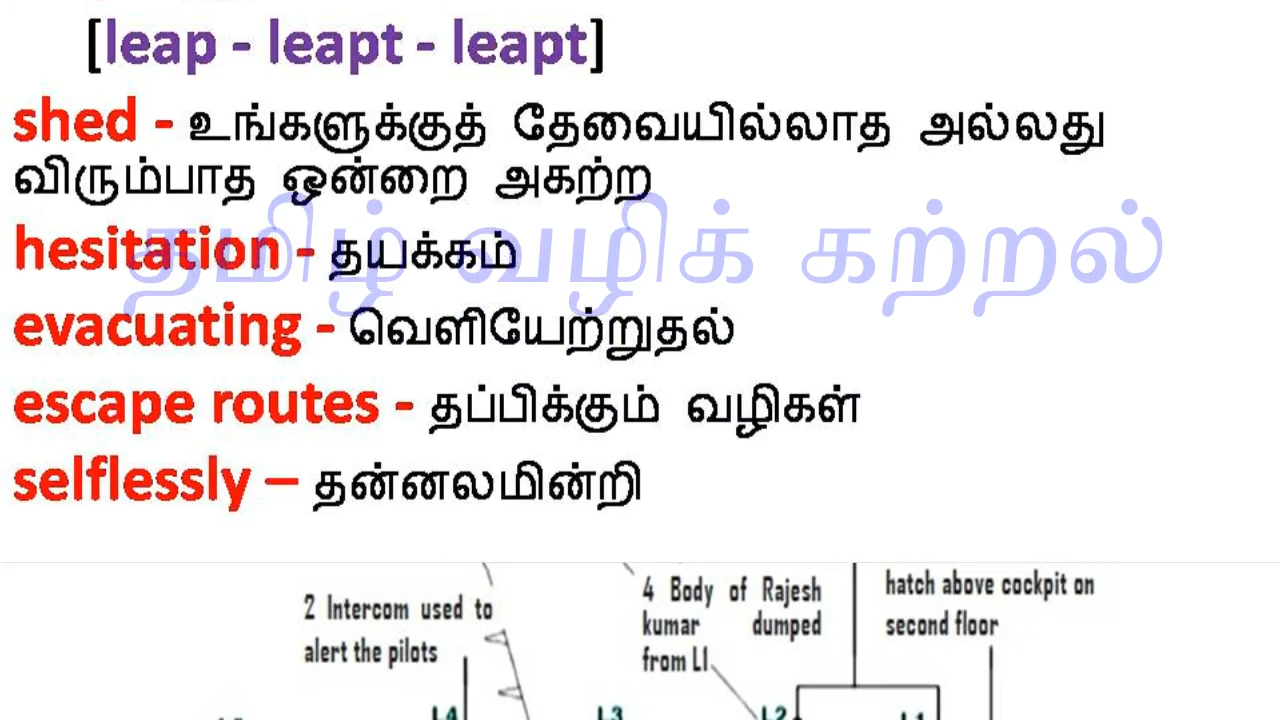 [leap - leapt - leapt]
shed - உங்களுக்குத் தேவையில்லாத அல்லது
விரும்பாத ஒன்றை அகற்ற
தமிழ் வழிக் கற்றல்
hesitation - தயக்கம்
evacuating - வெளியேற்றுதல்
escape routes - தப்பிக்கும் வழிகள்
selflessly – தன்னலமின்றி
2 Intercom used to
alert the pilots
4 Body of Rajesh
kumar dumped
from L1
hatch above cockpit on
second floor
L4 L3 L2 L1